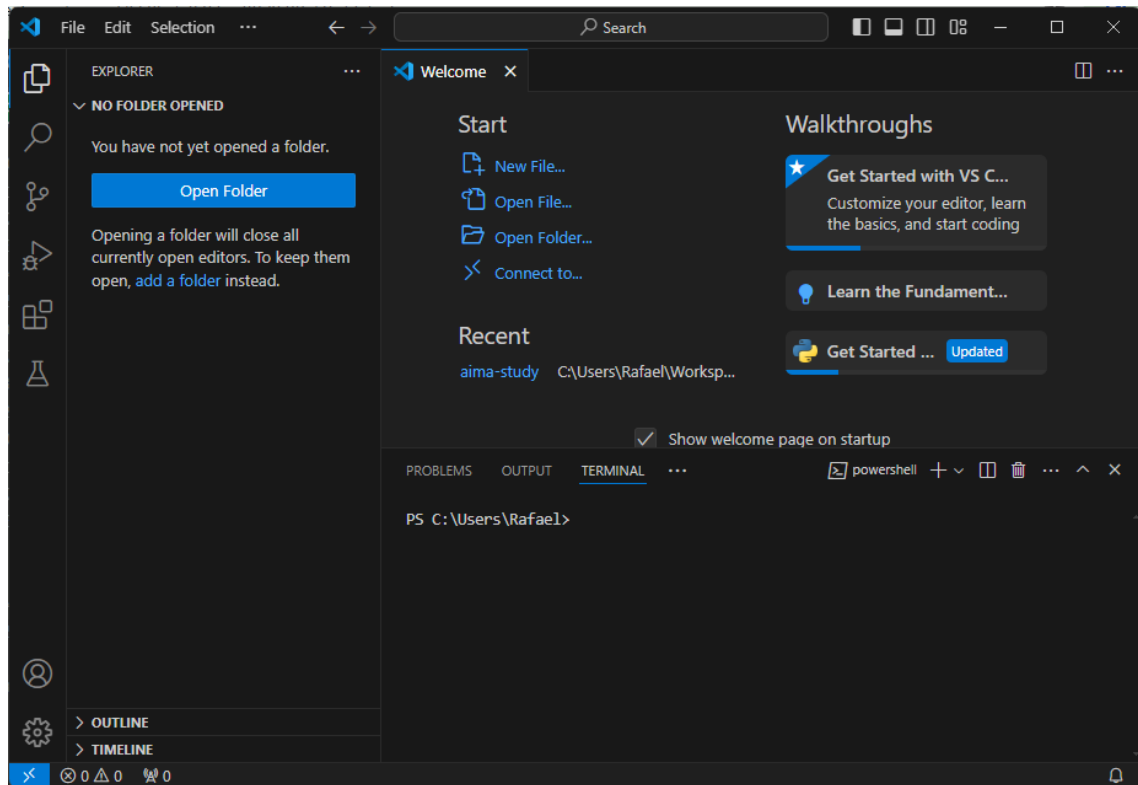 File Edit Selection ··· Search
EXPLORER ···
NO FOLDER OPENED
You have not yet opened a folder.
Open Folder
Opening a folder will close all
currently open editors. To keep them
open, add a folder instead.
OUTLINE
TIMELINE
Welcome
Start
New File...
Open File...
Open Folder...
Connect to...
Recent
aima-study C:\Users\Rafael\Worksp...
Walkthroughs
Get Started with VS C...
Customize your editor, learn
the basics, and start coding
Learn the Fundament...
Get Started ... Updated
Show welcome page on startup
PROBLEMS OUTPUT TERMINAL ··· powershell
PS C:\Users\Rafael>
0 0 0